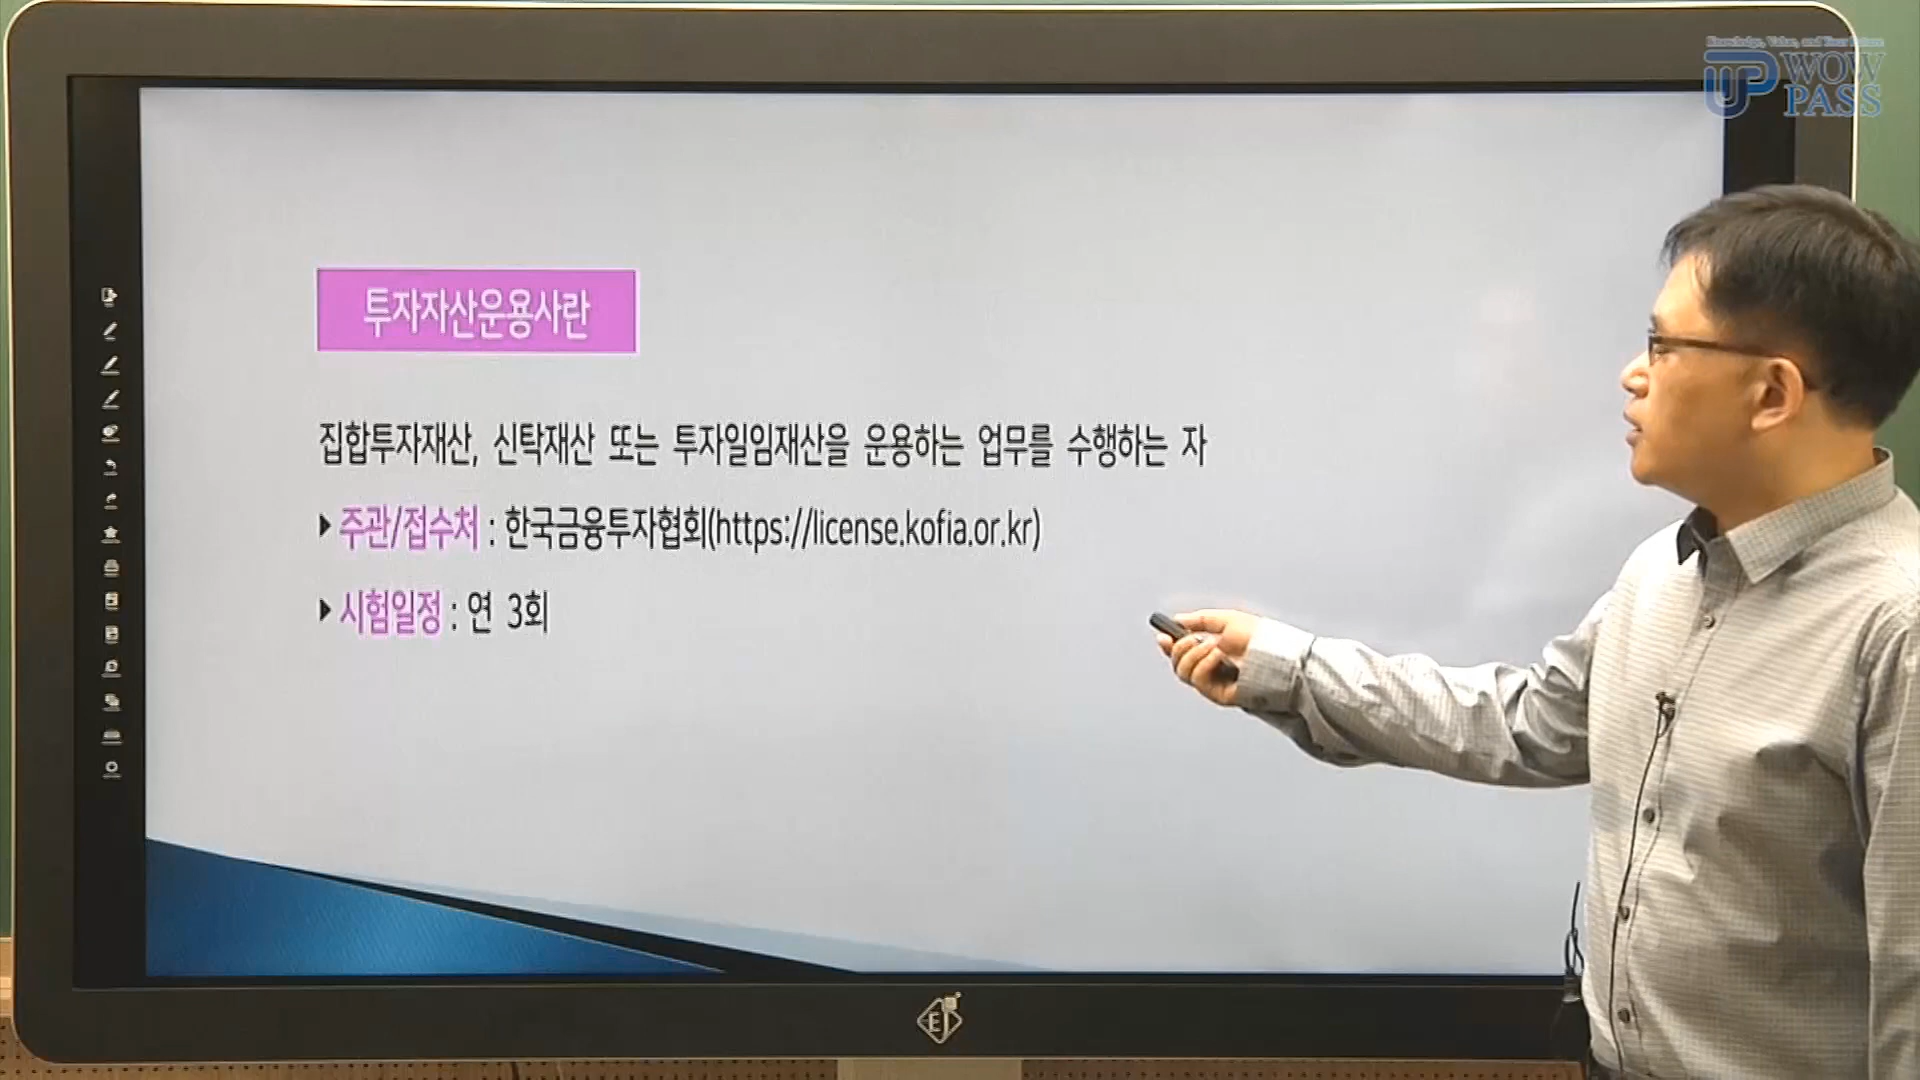 WOW
PASS
투자자산운용사란
집합투자재산, 신탁재산 또는 투자일임재산을 운용하는 업무를 수행하는 자
주관/접수처 : 한국금융투자협회(https://license.kofia.or.kr)
시험일정 : 연 3회